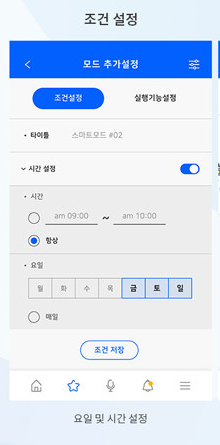 조건 설정
모드 추가설정
조건설정 실행기능설정
• 타이틀 스마트모드 #02
시간 설정
• 시간
am 09:00 ~ am 10:00
항상
• 요일
월 화 수 목 금 토 일
매일
조건 저장
요일 및 시간 설정